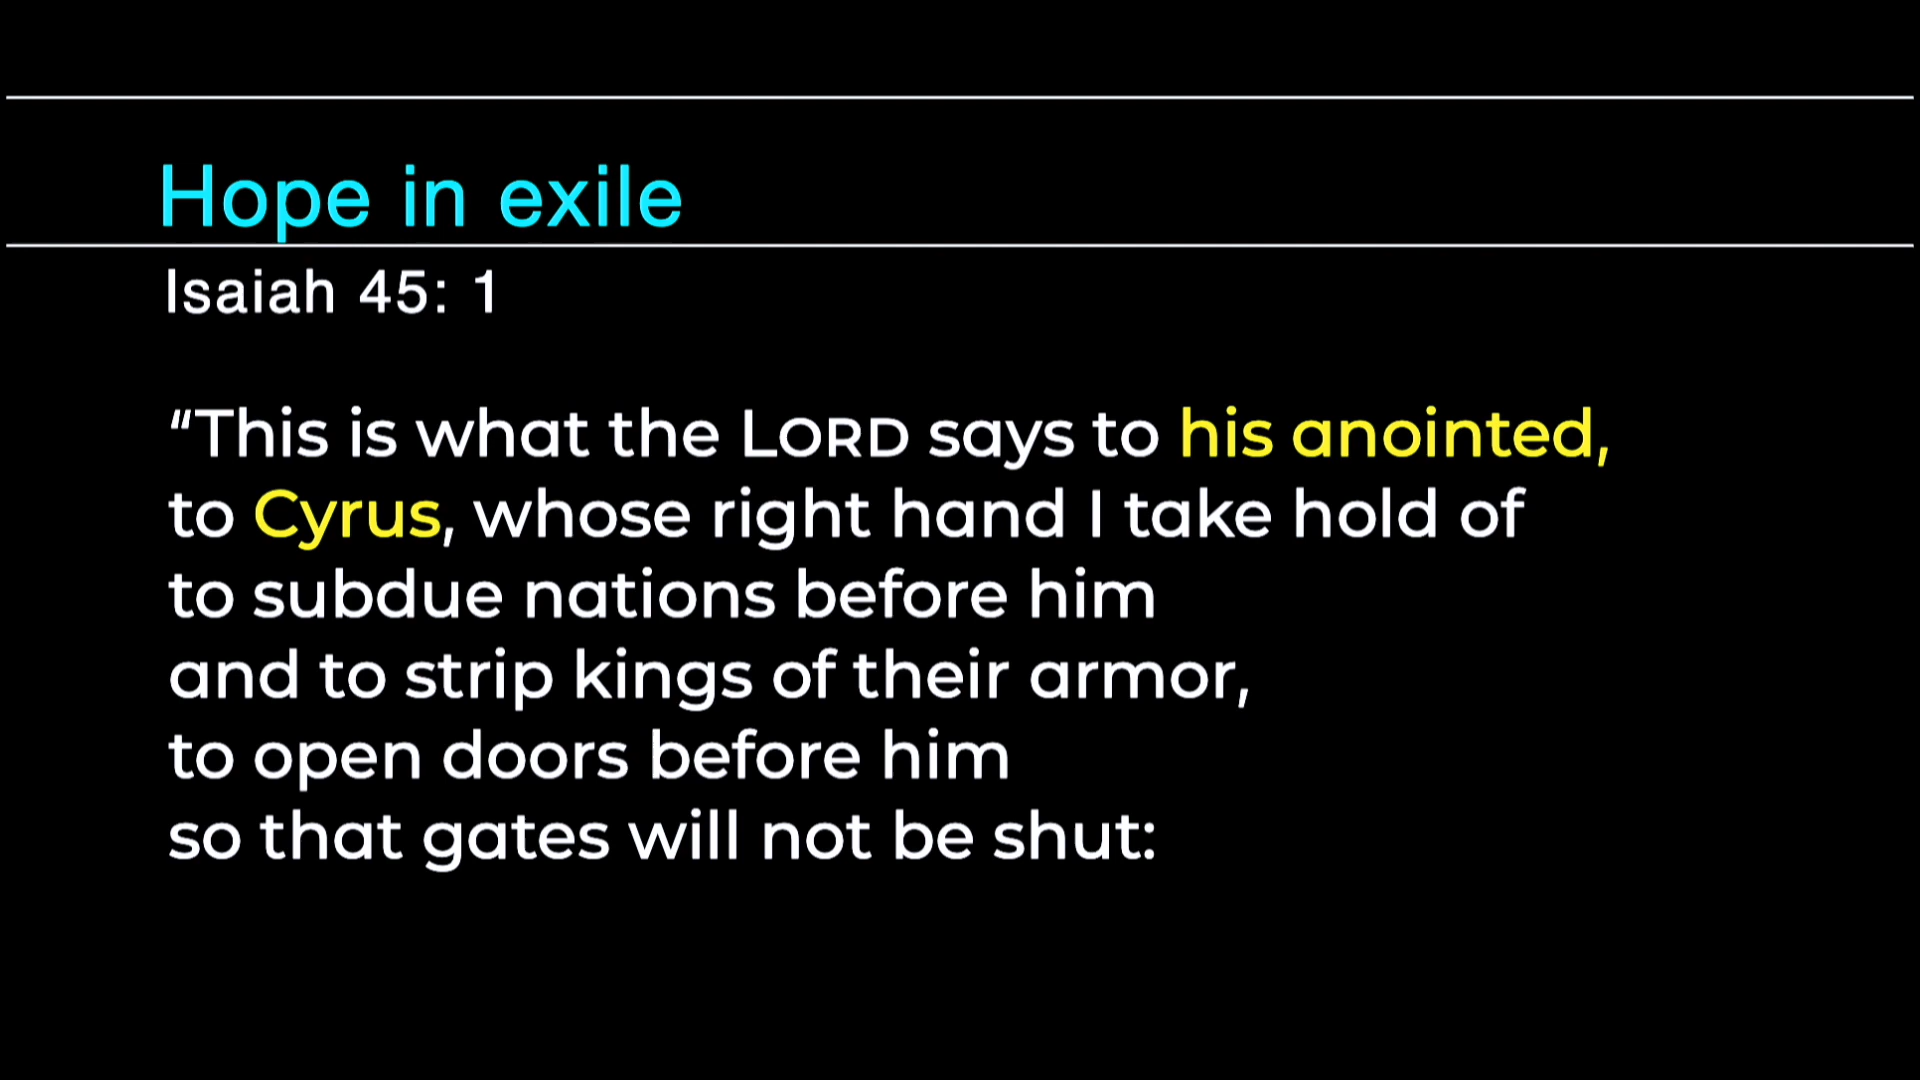 Hope in exile
Isaiah 45: 1
“This is what the LORD says to his anointed,
to Cyrus, whose right hand I take hold of
to subdue nations before him
and to strip kings of their armor,
to open doors before him
so that gates will not be shut: